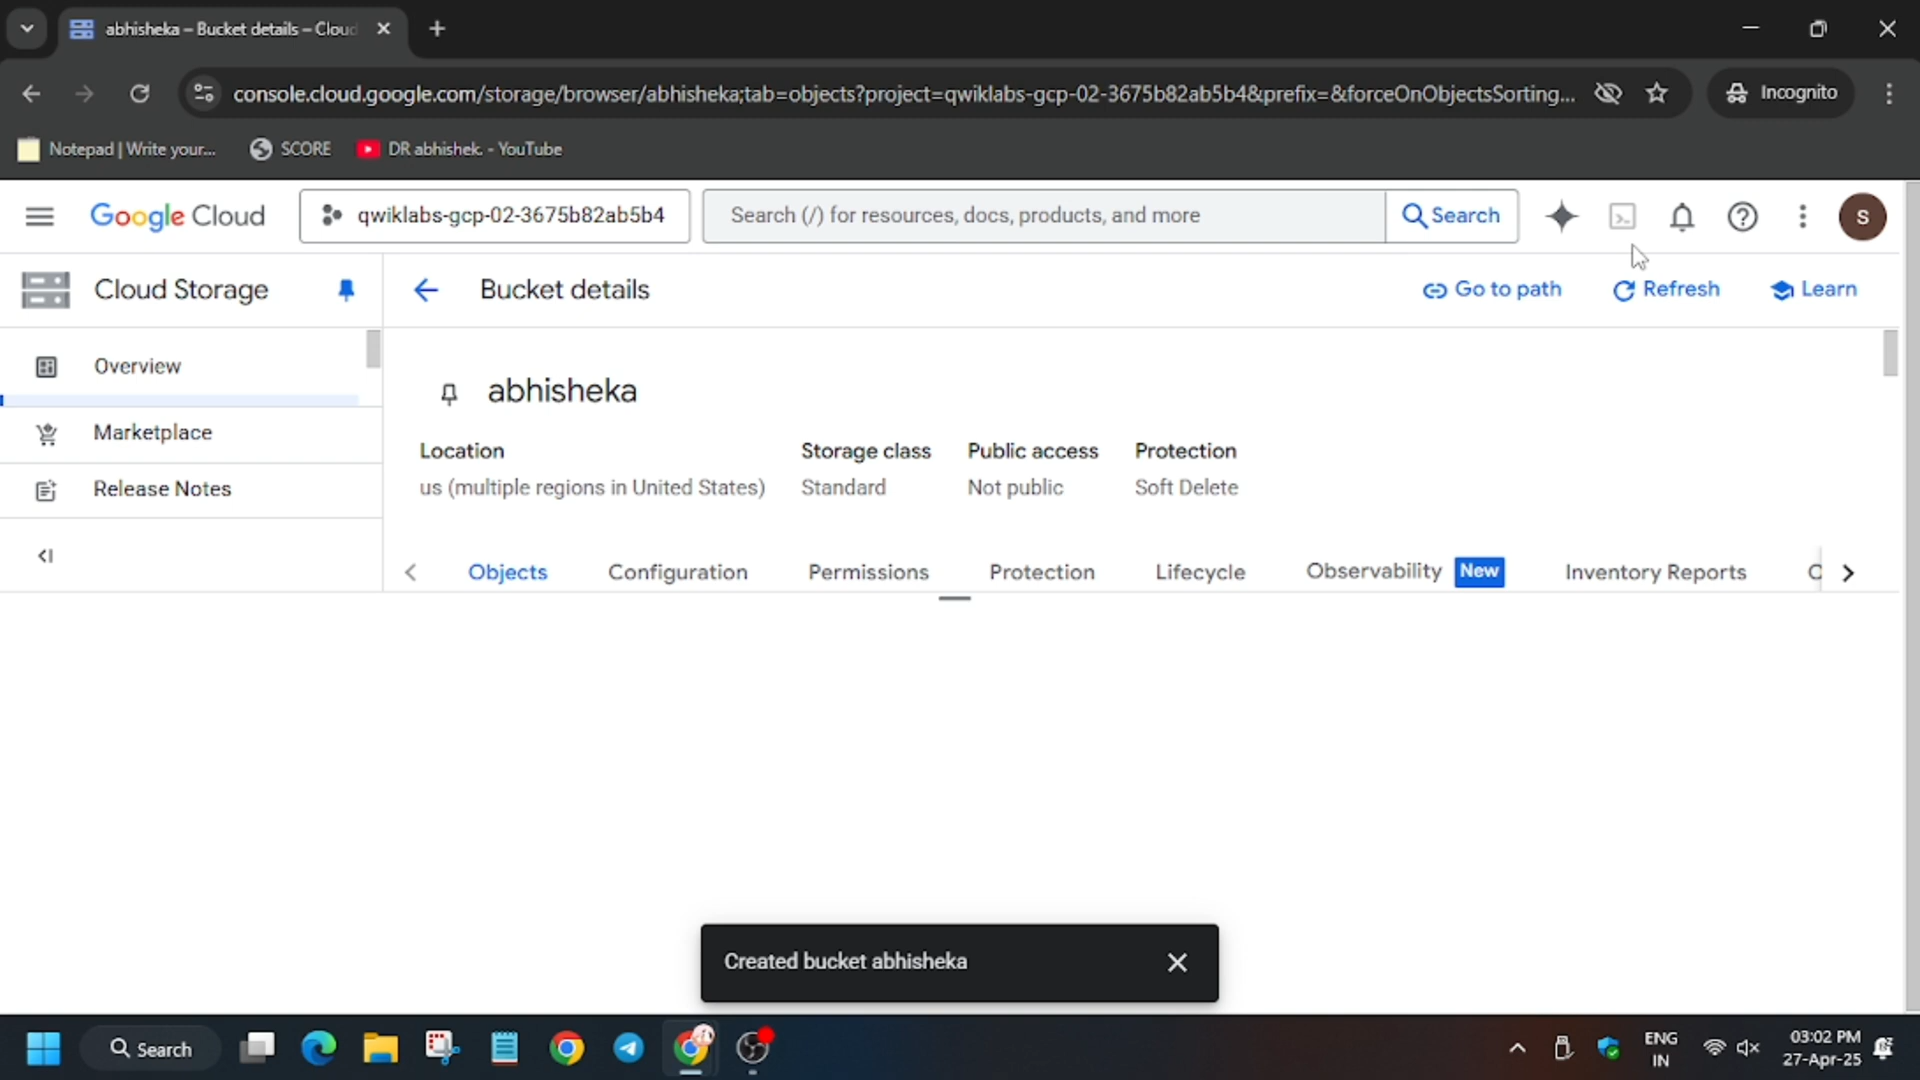 abhisheka – Bucket details – Cloud
console.cloud.google.com/storage/browser/abhisheka;tab=objects?project=qwiklabs-gcp-02-3675b82ab5b4&prefix=&forceOnObjectsSorting...
Incognito
Notepad | Write your...
SCORE
DR abhishek. - YouTube
Google Cloud
qwiklabs-gcp-02-3675b82ab5b4
Search (/) for resources, docs, products, and more
Search
S
Cloud Storage
Bucket details
Go to path
Refresh
Learn
Overview
Marketplace
Release Notes
abhisheka
Location
Storage class
Public access
Protection
us (multiple regions in United States)
Standard
Not public
Soft Delete
Objects
Configuration
Permissions
Protection
Lifecycle
Observability New
Inventory Reports
Created bucket abhisheka
Search
ENG
IN
03:02 PM
27-Apr-25